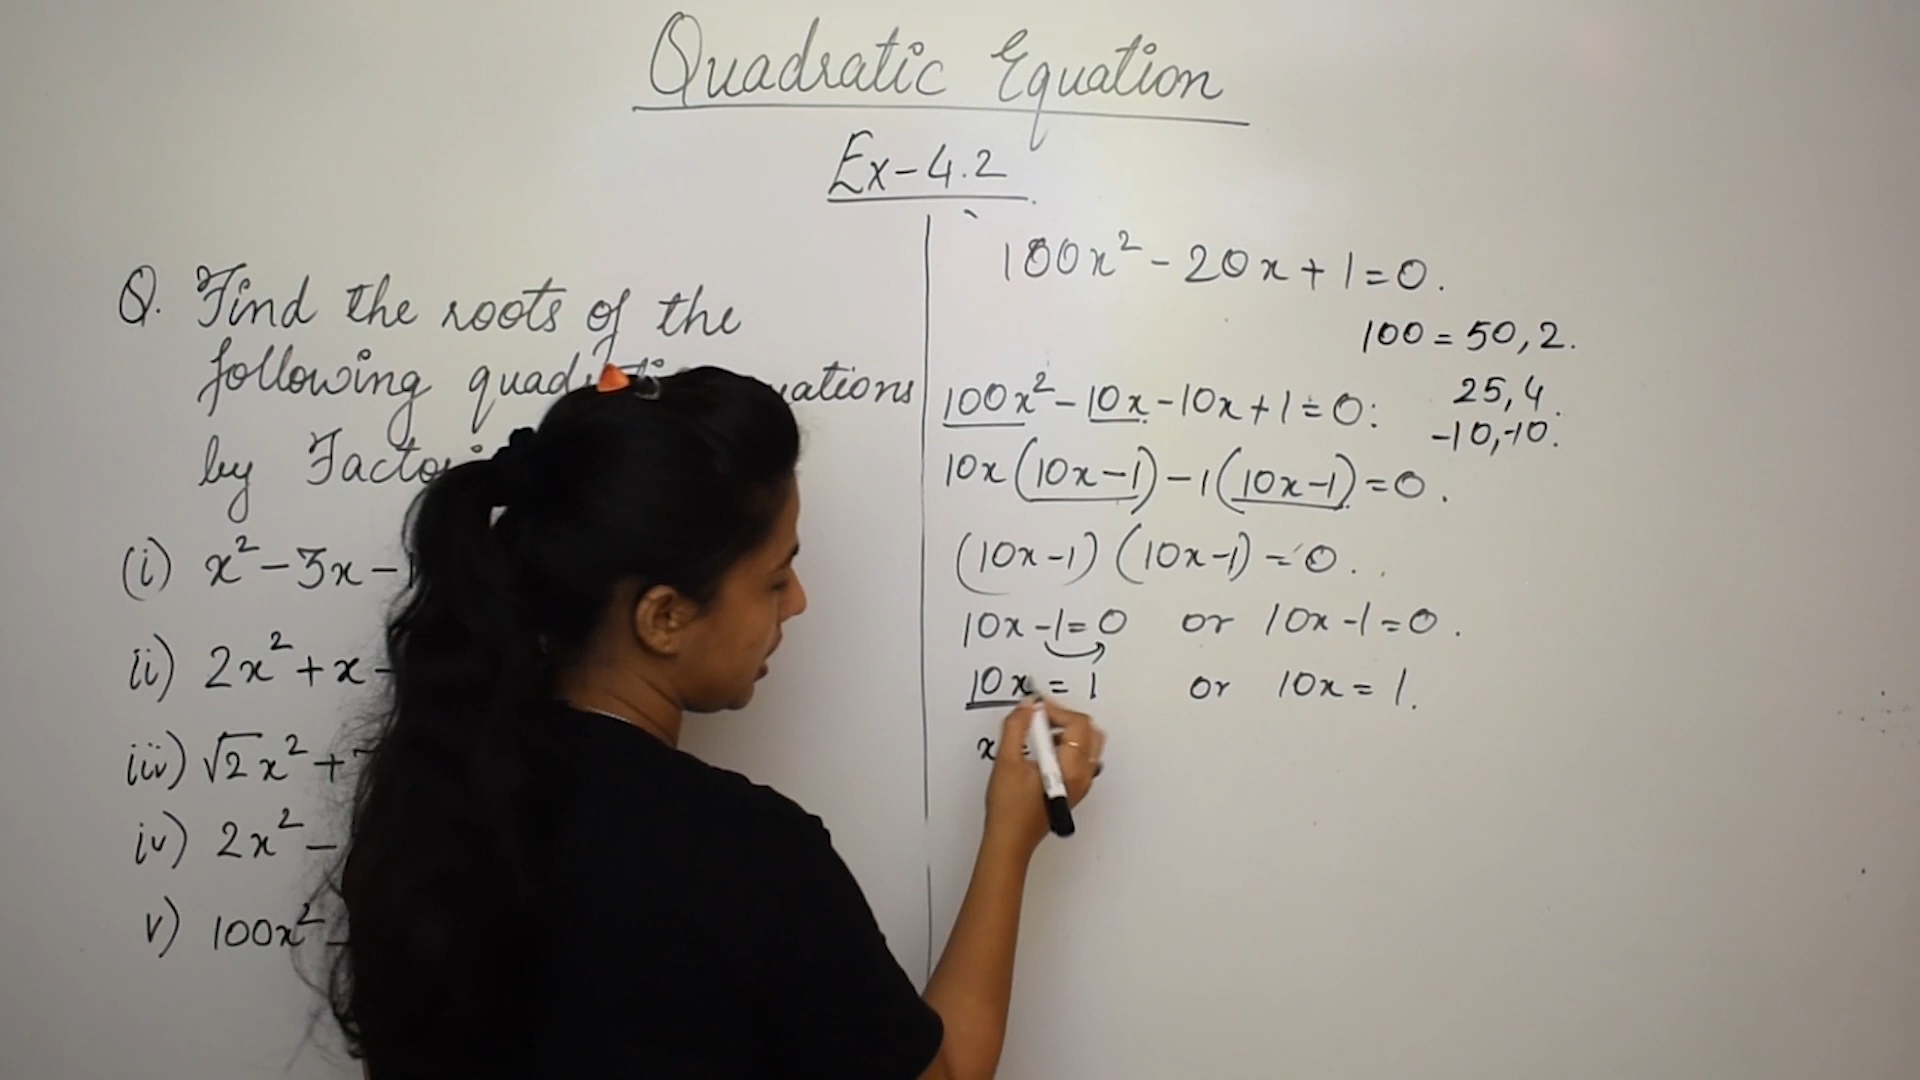 Quadratic Equation
Ex-4.2
Q. Find the roots of the
following
by
(i) x² - 3x -
(ii) 2x² + x -
iii) √2x² +
iv) 2x² -
v) 100x² -
100x² - 20x + 1 = 0.
100 = 50, 2.
25, 4.
-10, -10.
100x² - 10x - 10x + 1 = 0.
10x (10x - 1) - 1 (10x - 1) = 0.
(10x - 1) (10x - 1) = 0.
10x - 1 = 0 or 10x - 1 = 0.
10x = 1 or 10x = 1.
x =